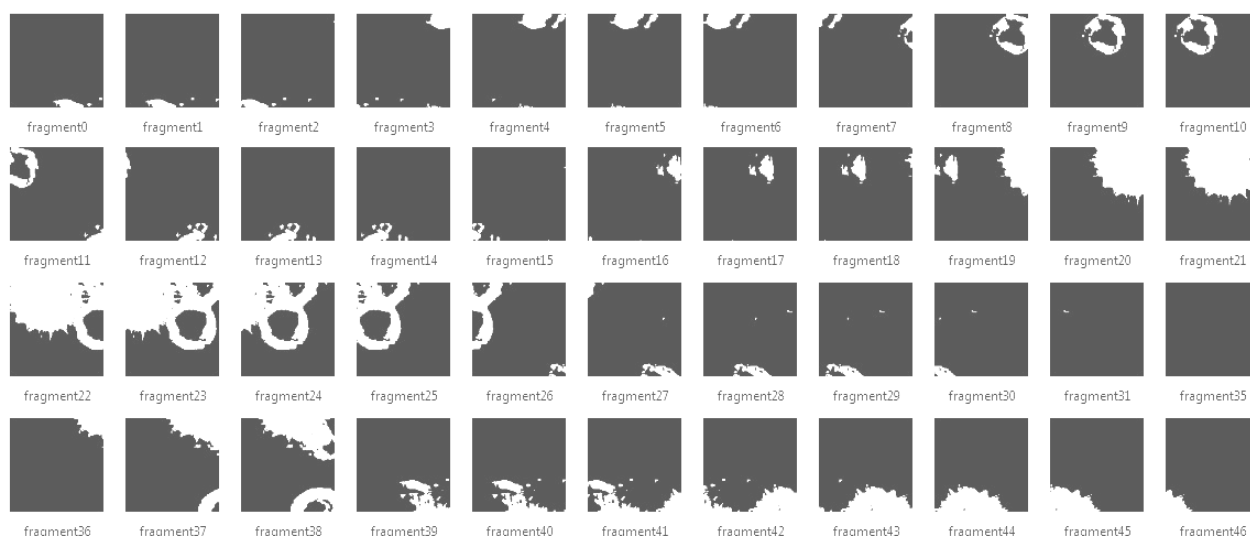 fragment0 fragment1 fragment2 fragment3 fragment4 fragment5 fragment6 fragment7 fragment8 fragment9 fragment10
fragment11 fragment12 fragment13 fragment14 fragment15 fragment16 fragment17 fragment18 fragment19 fragment20 fragment21
fragment22 fragment23 fragment24 fragment25 fragment26 fragment27 fragment28 fragment29 fragment30 fragment31 fragment35
fragment36 fragment37 fragment38 fragment39 fragment40 fragment41 fragment42 fragment43 fragment44 fragment45 fragment46